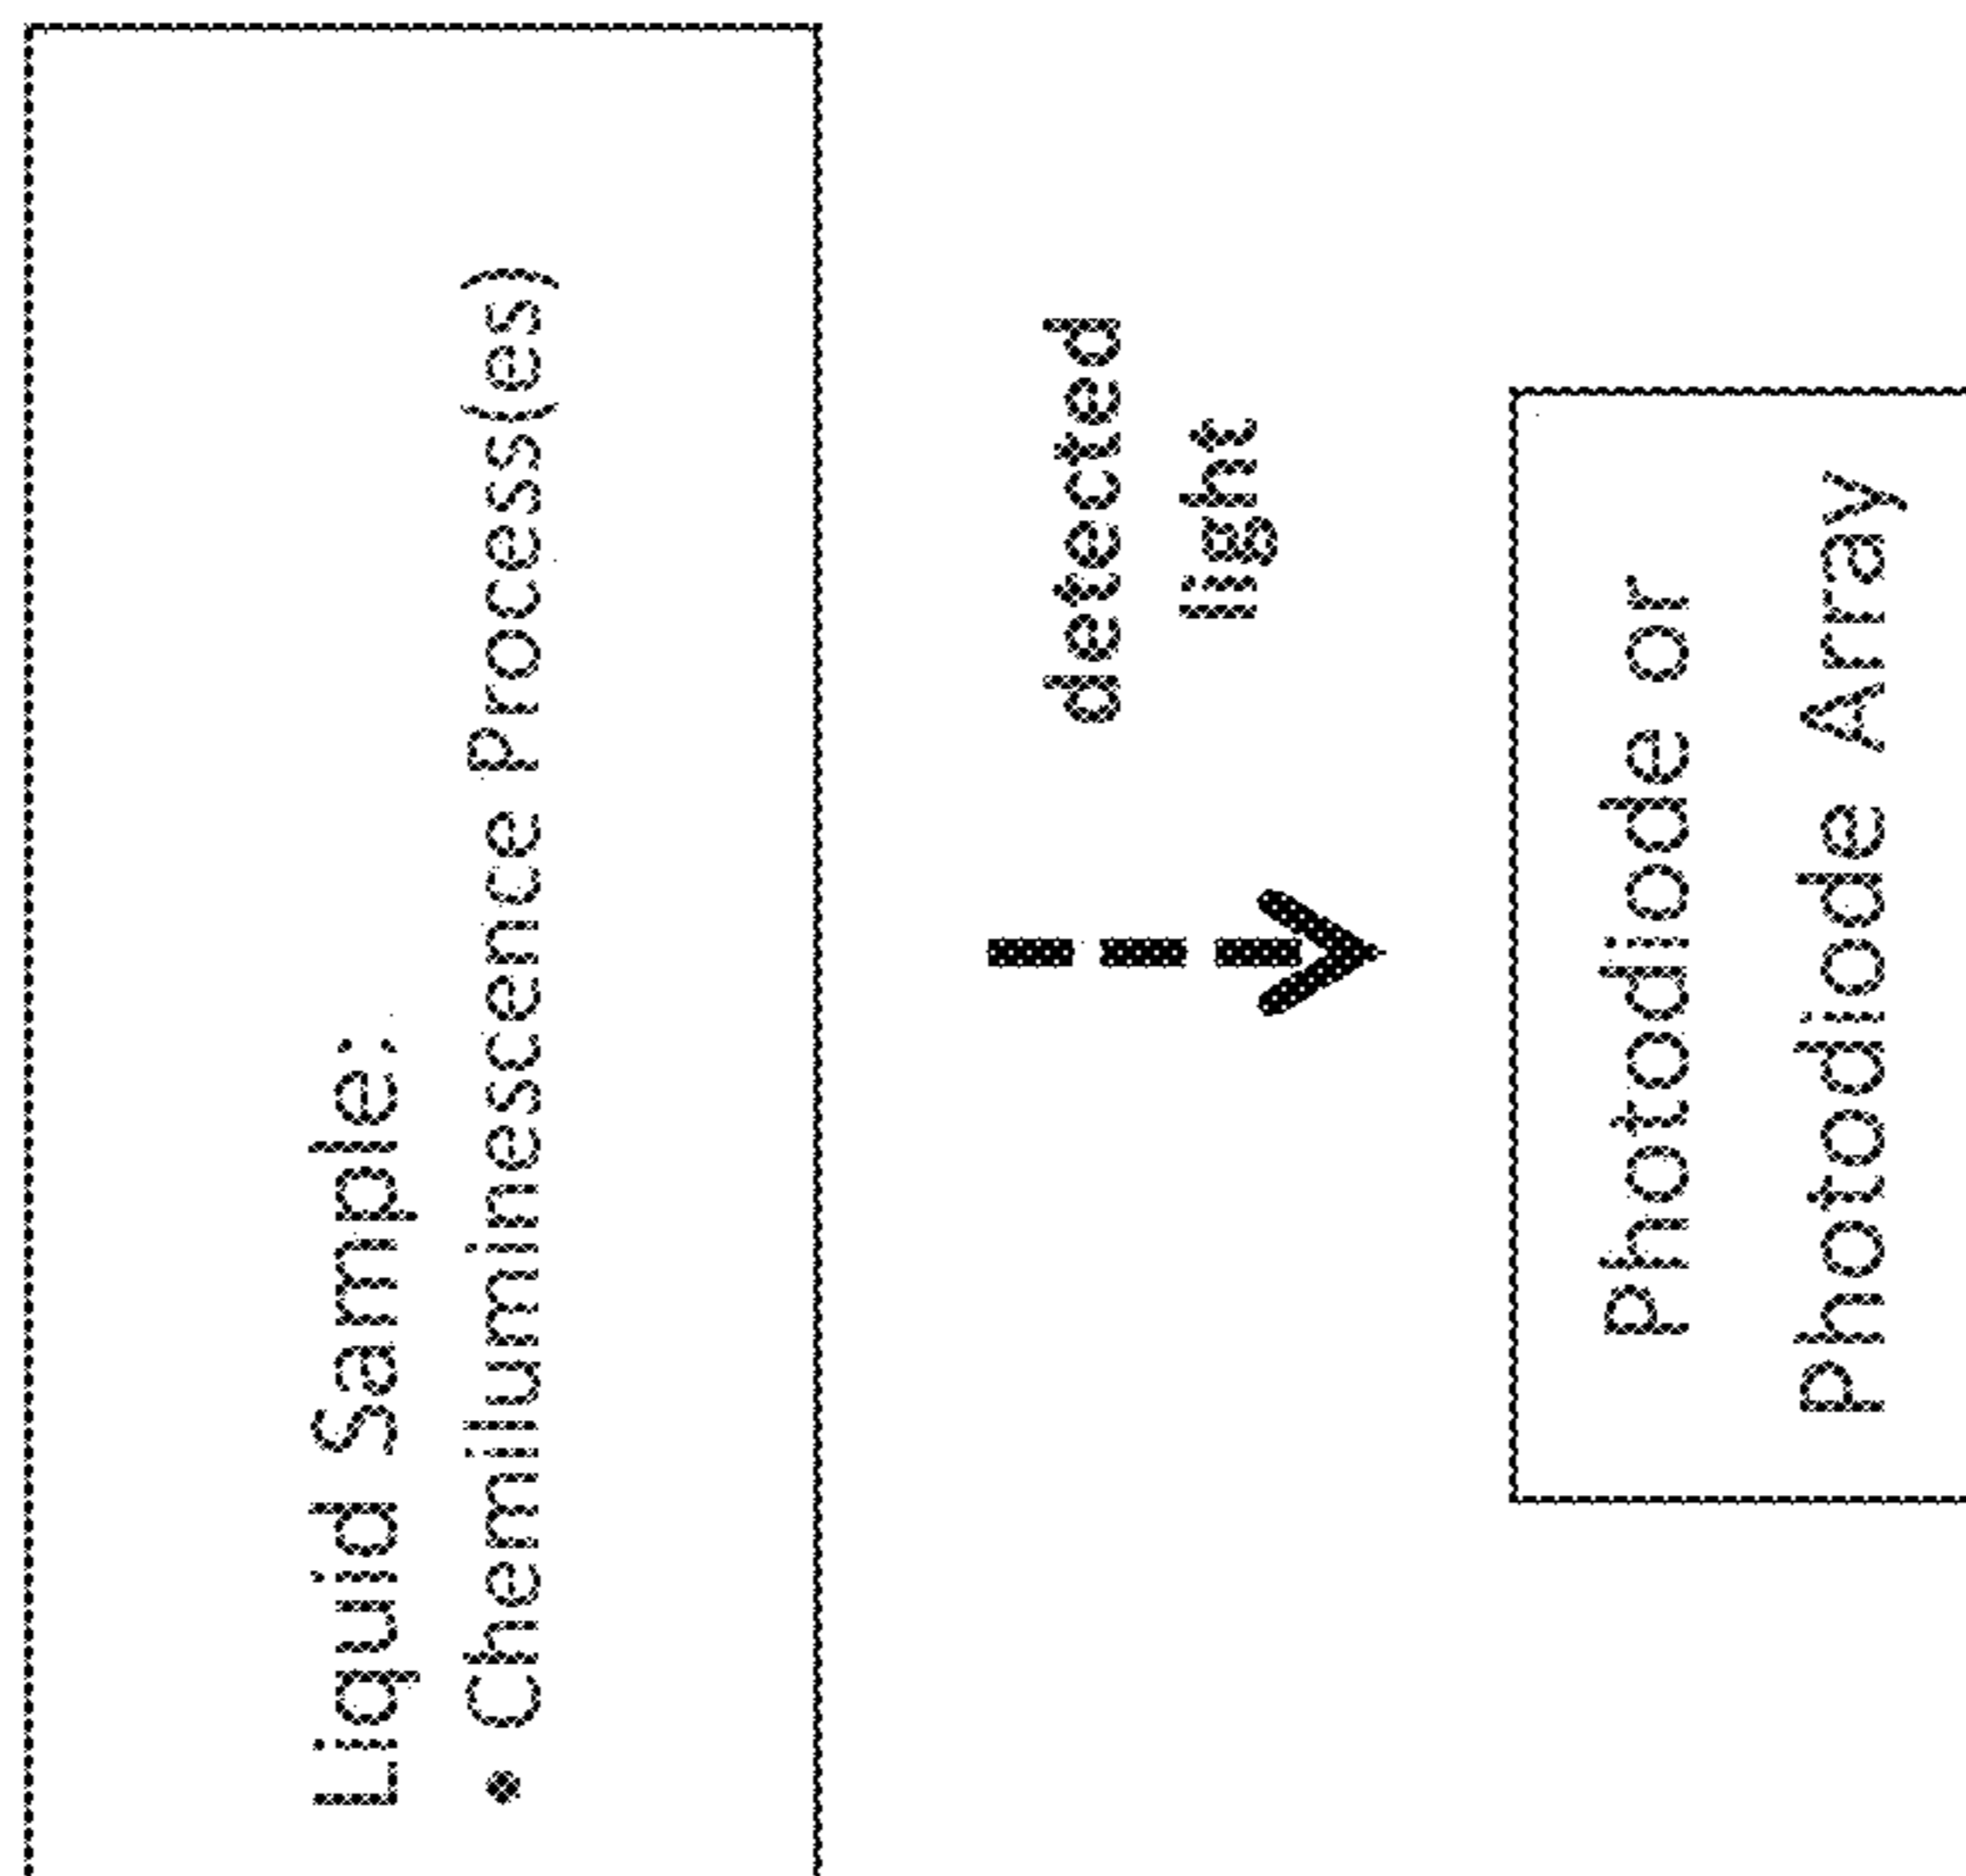 Liquid Sample:
• Chemiluminescence Process(es)
detected
light
Photodiode or
Photodiode Array